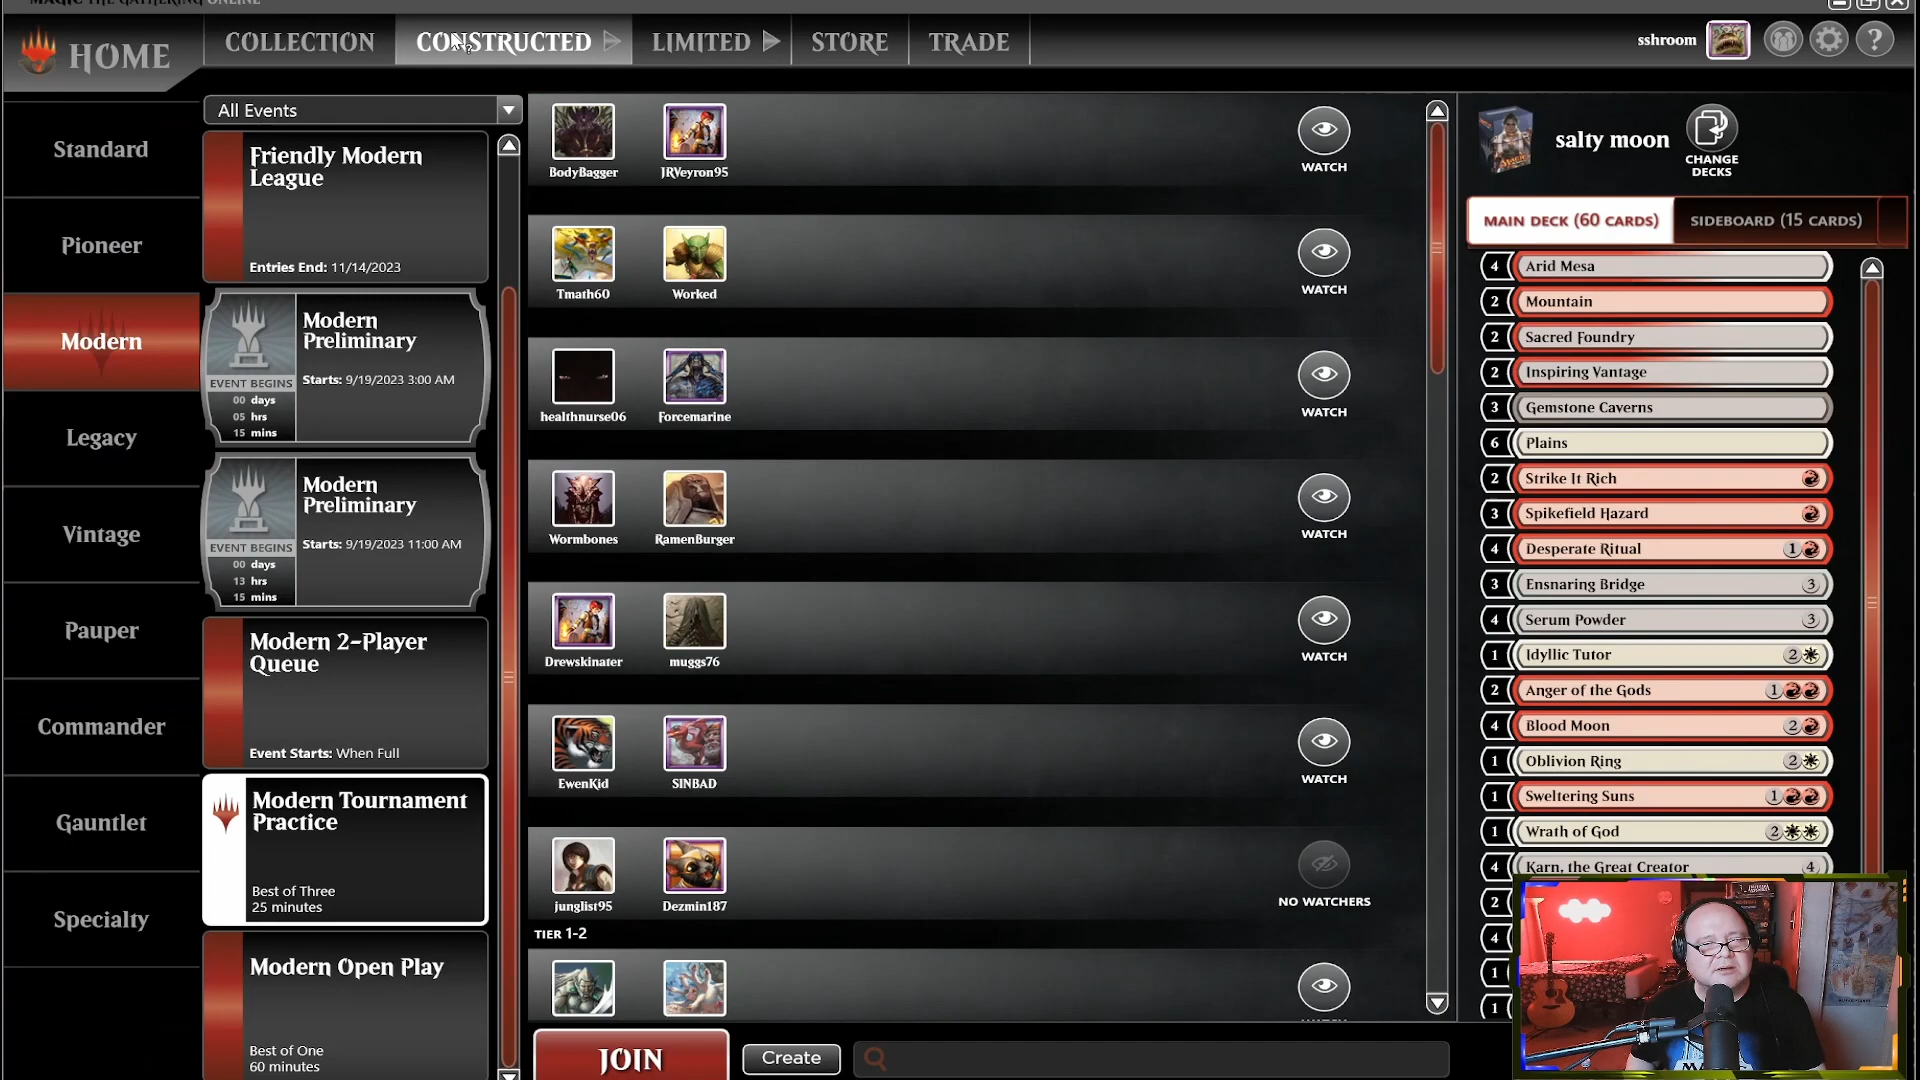 MAGIC THE GATHERING ONLINE
HOME
COLLECTION
CONSTRUCTED
LIMITED
STORE
TRADE
sshroom
Standard
Pioneer
Modern
Legacy
Vintage
Pauper
Commander
Gauntlet
Specialty
All Events
Friendly Modern
League
Entries End: 11/14/2023
Modern
Preliminary
Starts: 9/19/2023 3:00 AM
EVENT BEGINS
00 days
05 hrs
15 mins
Modern
Preliminary
Starts: 9/19/2023 11:00 AM
EVENT BEGINS
00 days
13 hrs
15 mins
Modern 2-Player
Queue
Event Starts: When Full
Modern Tournament
Practice
Best of Three
25 minutes
Modern Open Play
Best of One
60 minutes
BodyBagger
JRVeyron95
WATCH
Tmath60
Worked
WATCH
healthnurse06
Forcemarine
WATCH
Wormbones
RamenBurger
WATCH
Drewskinater
muggs76
WATCH
EwenKid
SINBAD
WATCH
junglist95
Dezmin187
NO WATCHERS
TIER 1-2
JOIN
Create
salty moon
CHANGE
DECKS
MAIN DECK (60 CARDS)
SIDEBOARD (15 CARDS)
4 Arid Mesa
2 Mountain
2 Sacred Foundry
2 Inspiring Vantage
3 Gemstone Caverns
6 Plains
2 Strike It Rich
3 Spikefield Hazard
4 Desperate Ritual 1
3 Ensnaring Bridge 3
4 Serum Powder 3
1 Idyllic Tutor 2
2 Anger of the Gods 1
4 Blood Moon 2
1 Oblivion Ring 2
1 Sweltering Suns 1
1 Wrath of God 2
4 Karn, the Great Creator 4
2
4
1
1